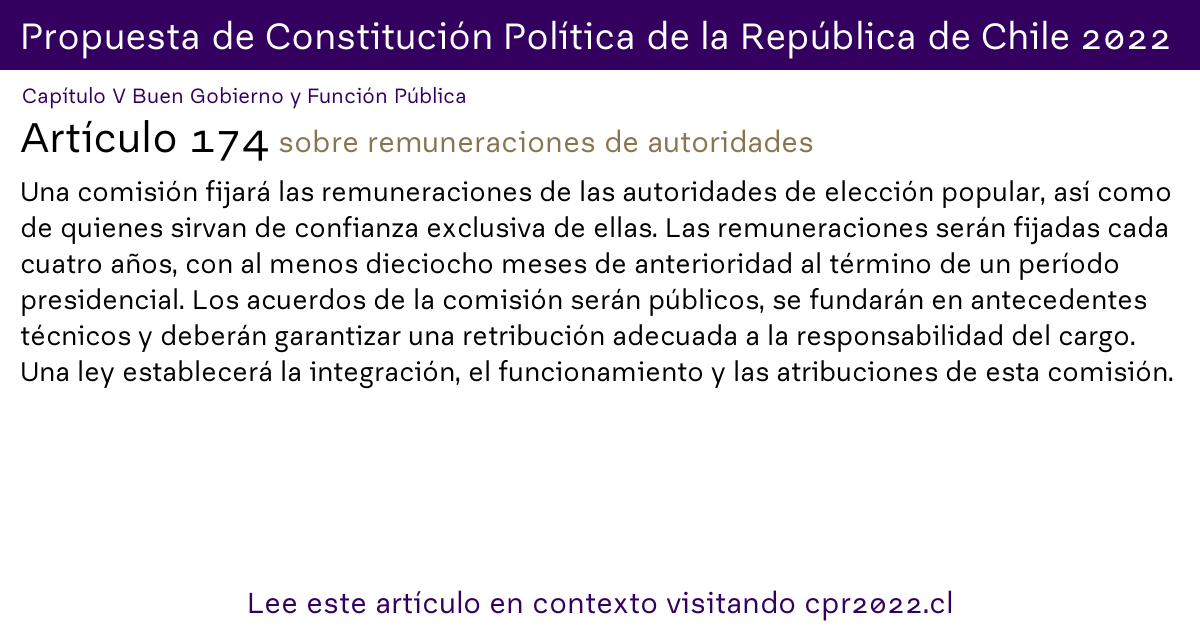 Propuesta de Constitución Política de la República de Chile 2022
Capítulo V Buen Gobierno y Función Pública
Artículo 174 sobre remuneraciones de autoridades
Una comisión fijará las remuneraciones de las autoridades de elección popular, así como
de quienes sirvan de confianza exclusiva de ellas. Las remuneraciones serán fijadas cada
cuatro años, con al menos dieciocho meses de anterioridad al término de un período
presidencial. Los acuerdos de la comisión serán públicos, se fundarán en antecedentes
técnicos y deberán garantizar una retribución adecuada a la responsabilidad del cargo.
Una ley establecerá la integración, el funcionamiento y las atribuciones de esta comisión.
Lee este artículo en contexto visitando cpr2022.cl